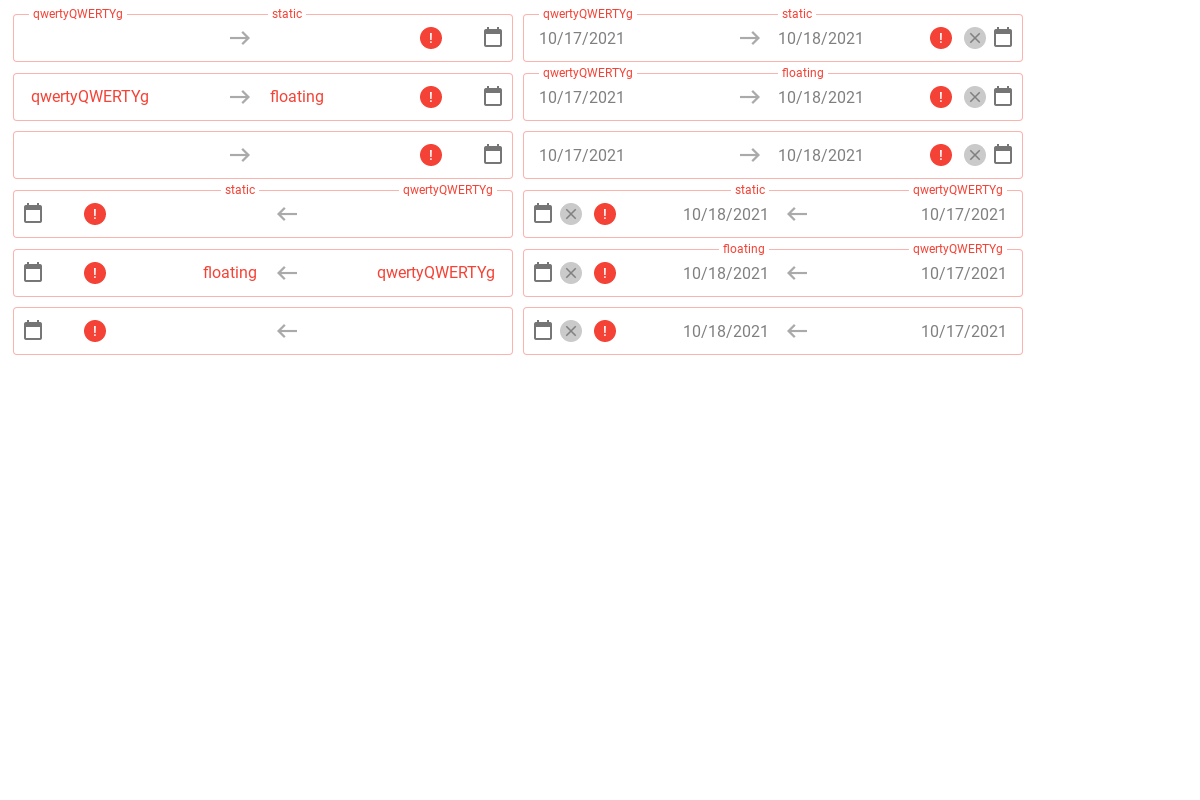 qwertyQWERTYg static qwertyQWERTYg static
10/17/2021 10/18/2021
qwertyQWERTYg floating
qwertyQWERTYg floating 10/17/2021 10/18/2021
10/17/2021 10/18/2021
static qwertyQWERTYg static qwertyQWERTYg
10/18/2021 10/17/2021
floating qwertyQWERTYg
floating qwertyQWERTYg 10/18/2021 10/17/2021
10/18/2021 10/17/2021